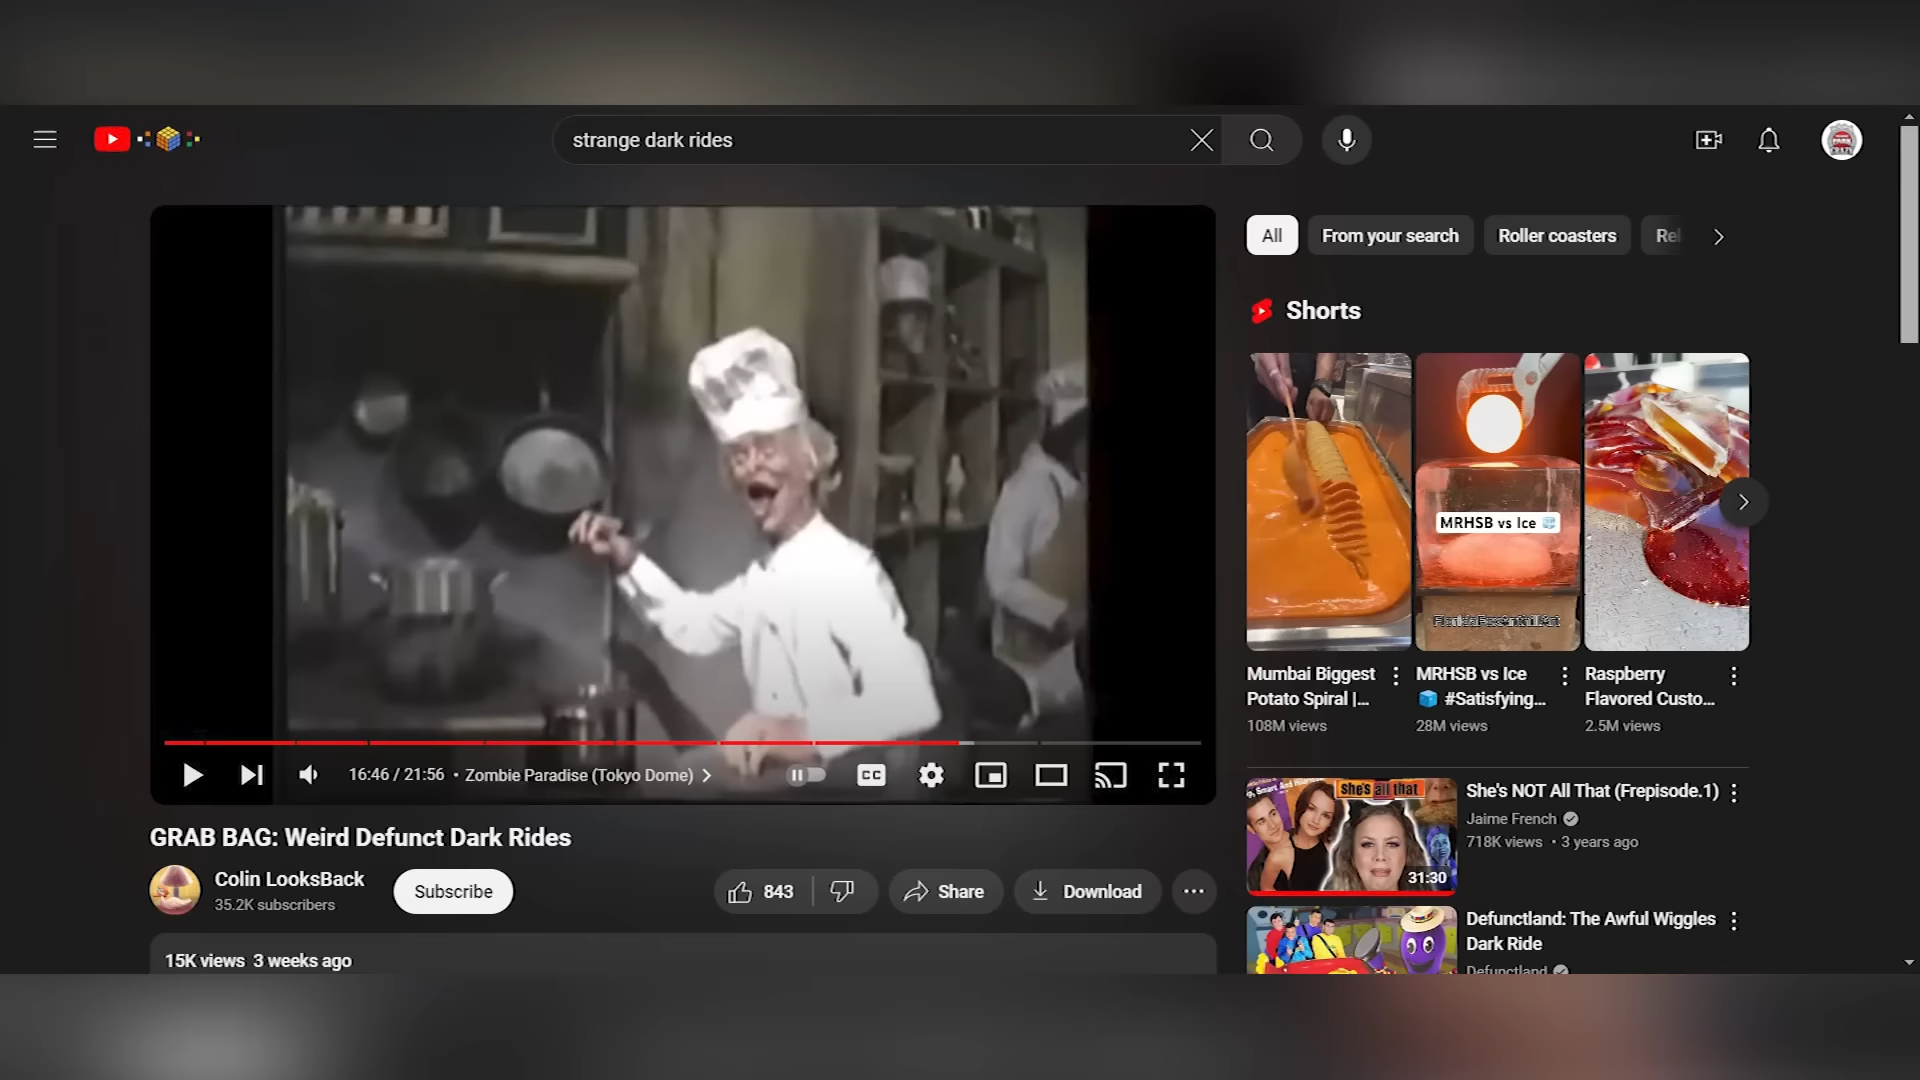 strange dark rides
All
From your search
Roller coasters
Shorts
MRHSB vs Ice
Mumbai Biggest
Potato Spiral |...
108M views
MRHSB vs Ice
#Satisfying...
28M views
Raspberry
Flavored Custo...
2.5M views
16:46 / 21:56 • Zombie Paradise (Tokyo Dome)
CC
GRAB BAG: Weird Defunct Dark Rides
Colin LooksBack
35.2K subscribers
Subscribe
843
Share
Download
15K views 3 weeks ago
she's all that
31:30
She's NOT All That (Frepisode.1)
Jaime French
718K views • 3 years ago
Defunctland: The Awful Wiggles
Dark Ride
Defunctland